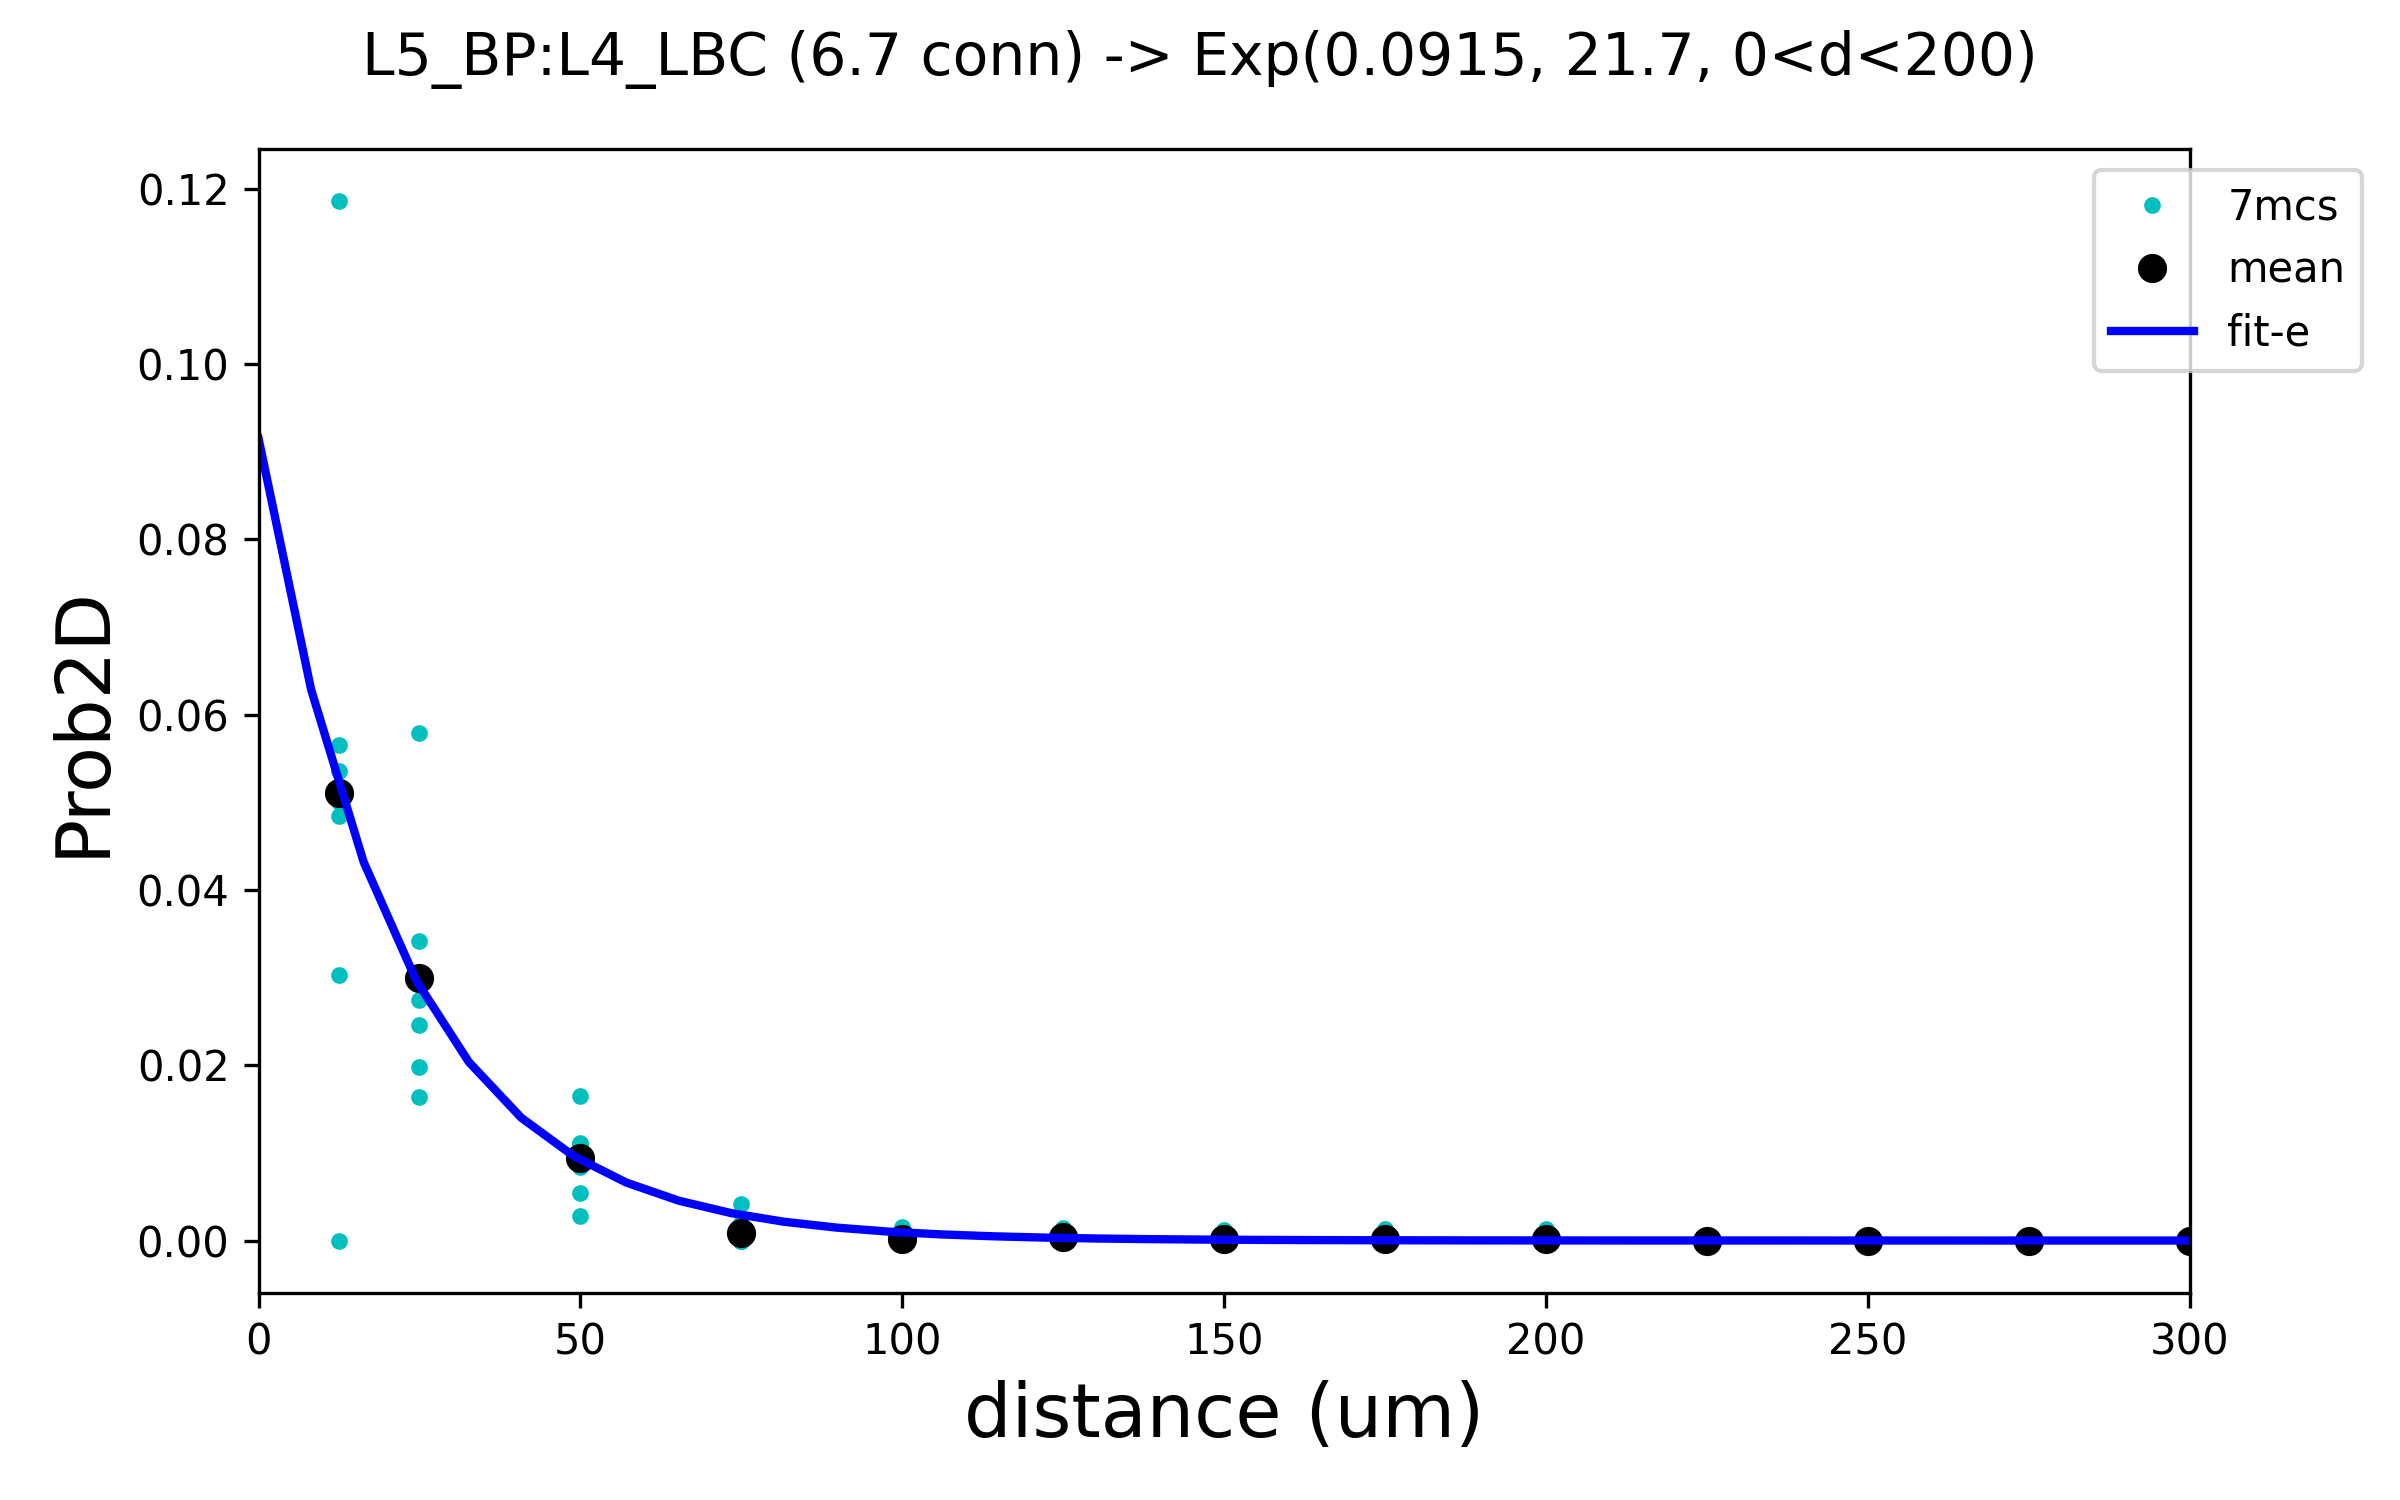 L5_BP:L4_LBC (6.7 conn) -> Exp(0.0915, 21.7, 0<d<200)
7mcs
mean
fit-e
Prob2D
0.12
0.10
0.08
0.06
0.04
0.02
0.00
0 50 100 150 200 250 300
distance (um)